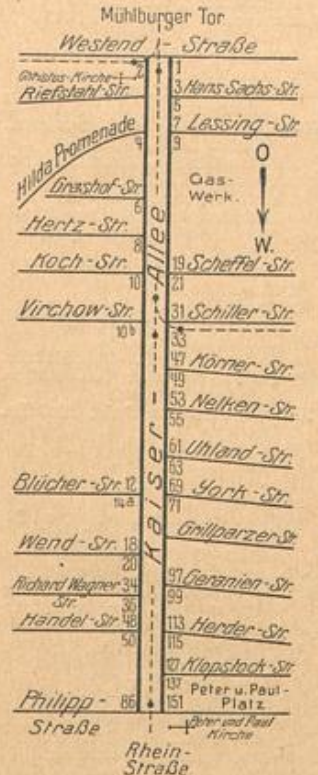 Mühlburger Tor
Westend - Straße
2 1
Christus-Kirche
Riefstahl-Str. 3 Hans Sachs-Str.
5
7 Lessing-Str.
Hilda Promenade
4 9
O
Gas-
Werk.
Grashof-Str.
6
W.
Hertz-Str.
8
Koch-Str. 19 Scheffel-Str.
10 21
Virchow-Str. 31 Schiller-Str.
10b 33
47 Körner-Str.
49
53 Nelken-Str.
55
Kaiser - Allee
61 Uhland-Str.
63
Blücher-Str. 12 69 York-Str.
14a 71
Grillparzer-Str
Wend-Str. 18
20
Richard Wagner 34 97 Geranien-Str.
Str. 36 99
Handel-Str. 48 113 Herder-Str.
50 115
Klopstock-Str.
137
Peter u. Paul-
Platz
Philipp- 86 151
Straße
Peter und Paul
Kirche
Rhein-
Straße